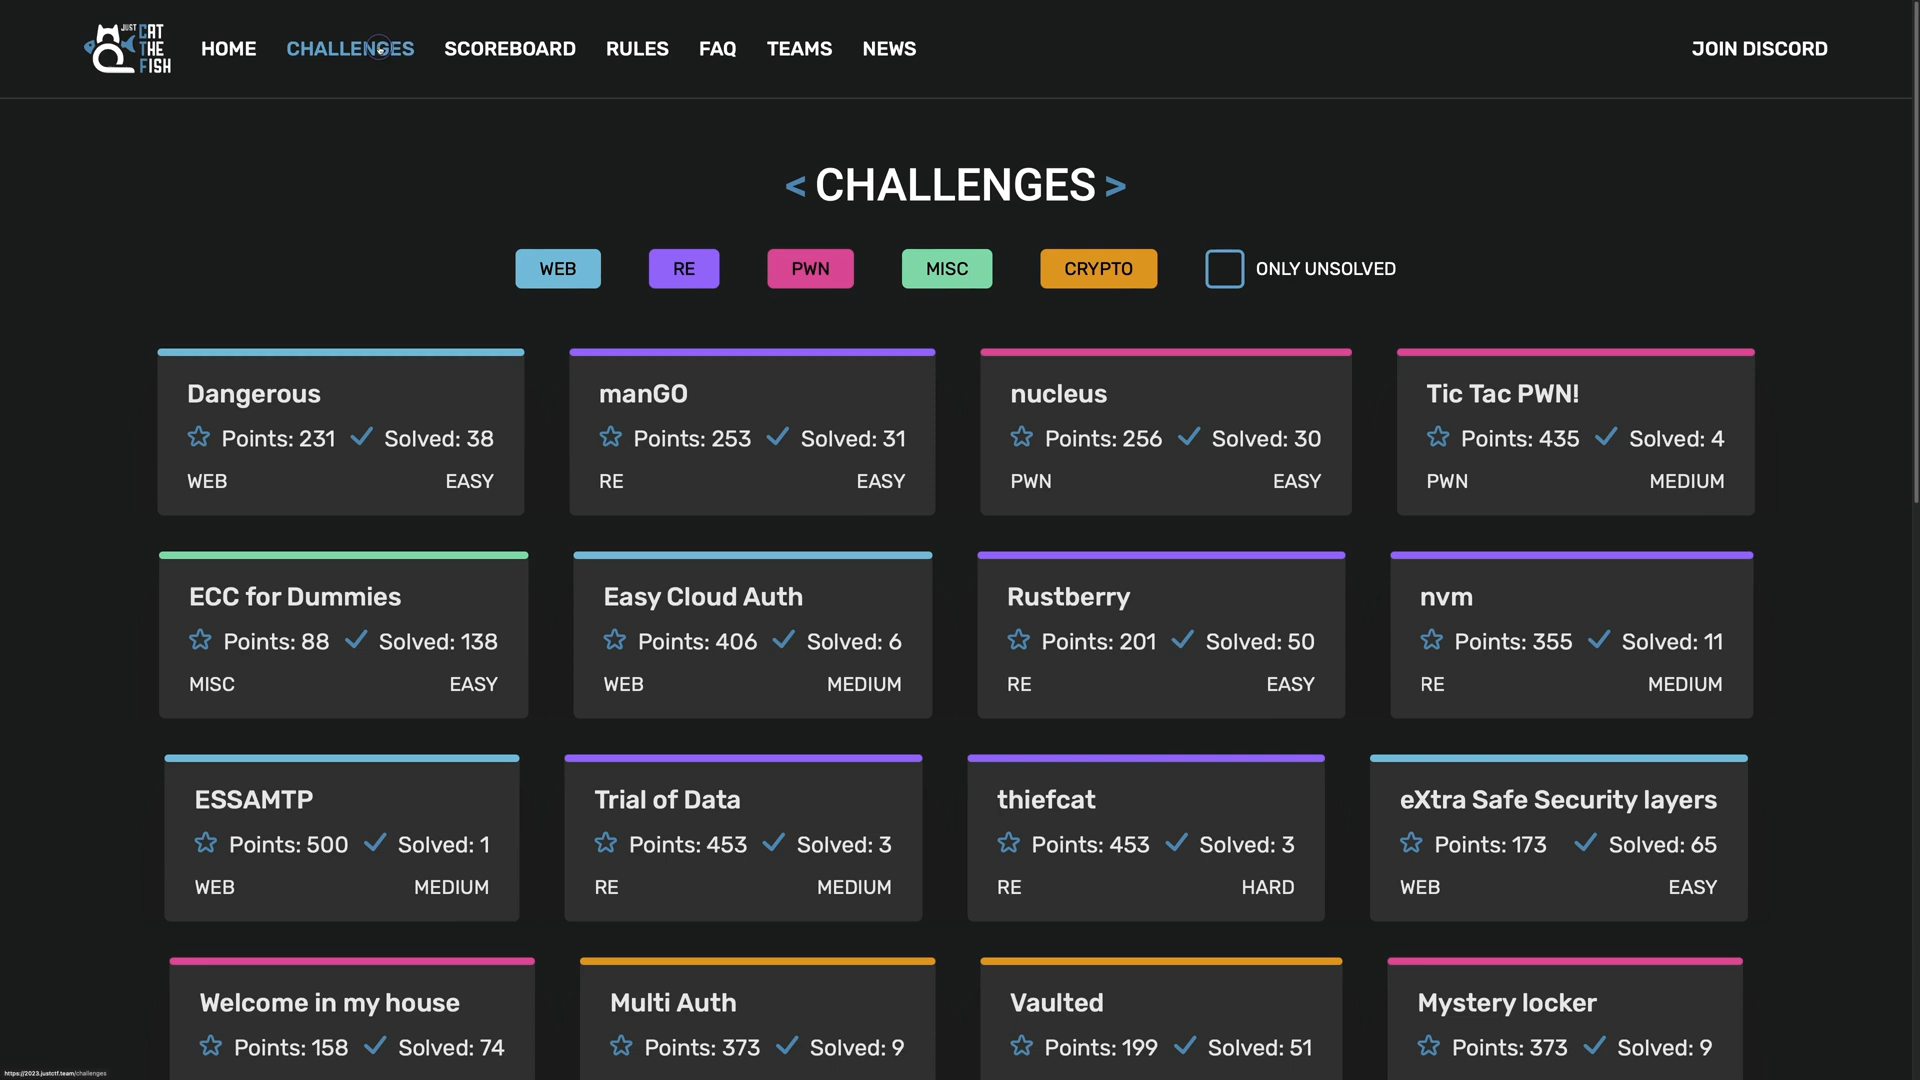 JUST CAT
THE
FISH
HOME
CHALLENGES
SCOREBOARD
RULES
FAQ
TEAMS
NEWS
JOIN DISCORD
< CHALLENGES >
WEB
RE
PWN
MISC
CRYPTO
ONLY UNSOLVED
Dangerous
Points: 231 Solved: 38
WEB EASY
manGO
Points: 253 Solved: 31
RE EASY
nucleus
Points: 256 Solved: 30
PWN EASY
Tic Tac PWN!
Points: 435 Solved: 4
PWN MEDIUM
ECC for Dummies
Points: 88 Solved: 138
MISC EASY
Easy Cloud Auth
Points: 406 Solved: 6
WEB MEDIUM
Rustberry
Points: 201 Solved: 50
RE EASY
nvm
Points: 355 Solved: 11
RE MEDIUM
ESSAMTP
Points: 500 Solved: 1
WEB MEDIUM
Trial of Data
Points: 453 Solved: 3
RE MEDIUM
thiefcat
Points: 453 Solved: 3
RE HARD
eXtra Safe Security layers
Points: 173 Solved: 65
WEB EASY
Welcome in my house
Points: 158 Solved: 74
Multi Auth
Points: 373 Solved: 9
Vaulted
Points: 199 Solved: 51
Mystery locker
Points: 373 Solved: 9
https://2023.justctf.team/challenges